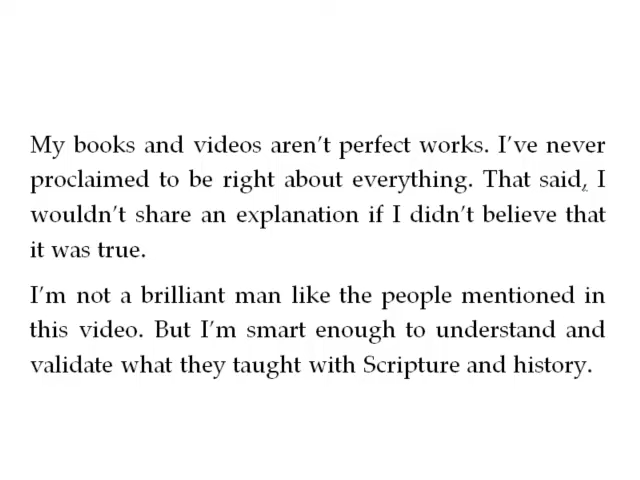 My books and videos aren’t perfect works. I’ve never
proclaimed to be right about everything. That said, I
wouldn’t share an explanation if I didn’t believe that
it was true.
I’m not a brilliant man like the people mentioned in
this video. But I’m smart enough to understand and
validate what they taught with Scripture and history.